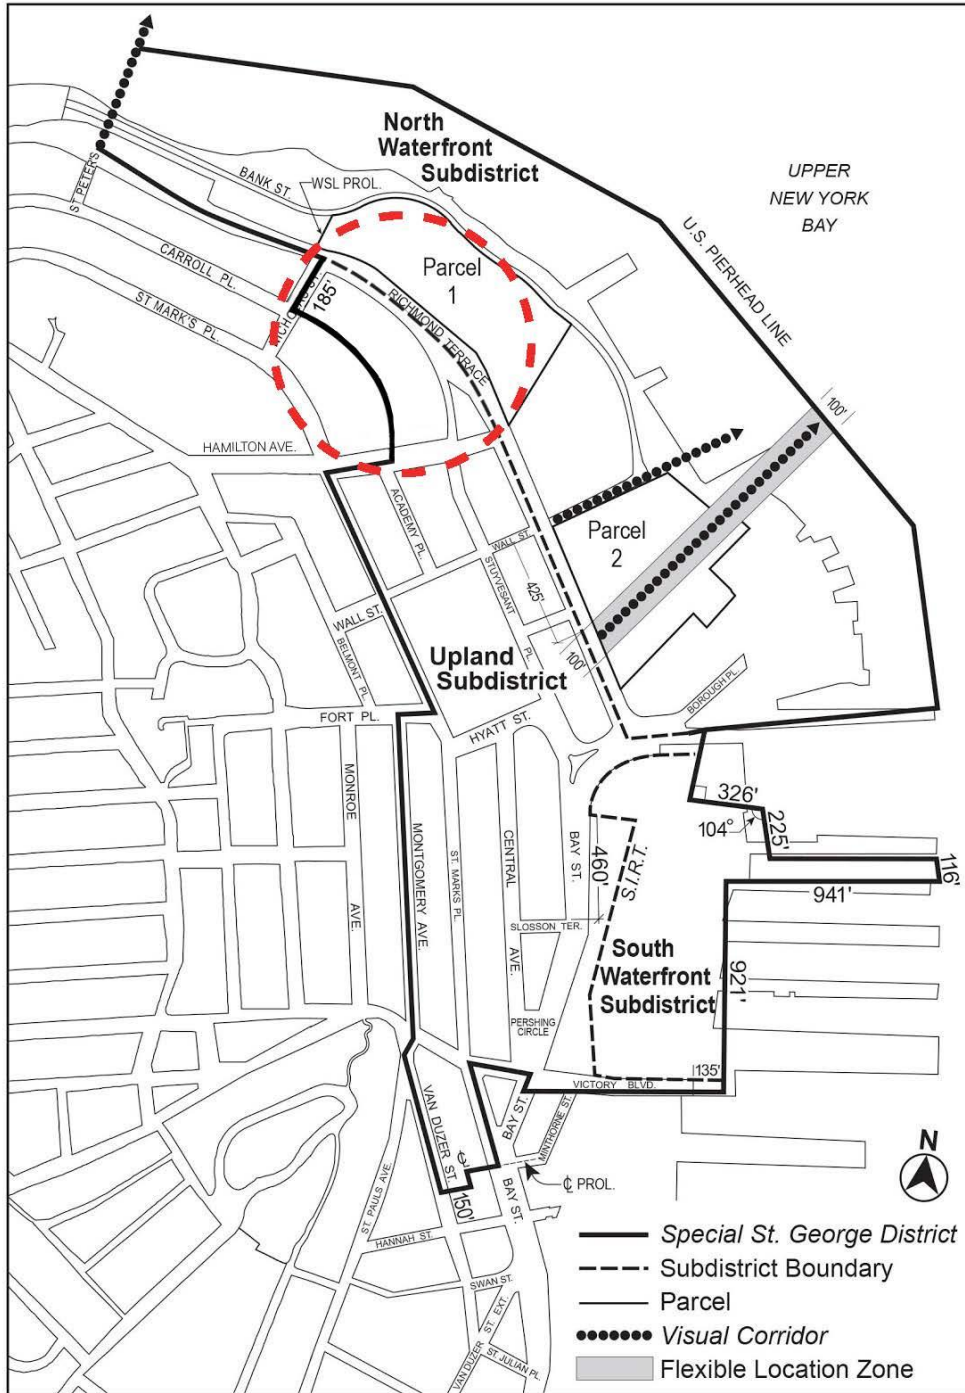 North
Waterfront
Subdistrict
UPPER
NEW YORK
BAY
BANK ST.
WSL PROL.
ST PETER'S
U.S. PIERHEAD LINE
CARROLL PL.
Parcel
1
185'
ST MARK'S PL.
RICHMOND TERRACE
100'
HAMILTON AVE.
ACADEMY PL.
Parcel
2
WALL ST.
STUYVESANT
PL.
425'
WALL ST.
100'
Upland
Subdistrict
BELMONT PL.
BOROUGH PL.
FORT PL.
HYATT ST.
MONROE
AVE.
326'
104°
225'
MONTGOMERY AVE.
ST. MARKS PL.
CENTRAL
AVE.
BAY ST.
460'
S.I.R.T.
116'
941'
SLOSSON TER.
South
Waterfront
Subdistrict
921'
PERSHING
CIRCLE
135'
VICTORY BLVD.
VAN DUZER ST.
BAY ST.
MINTHORNE ST.
N
℄
℄ PROL.
150'
BAY ST.
ST. PAULS AVE.
HANNAH ST.
Special St. George District
Subdistrict Boundary
SWAN ST.
Parcel
VAN DUZER
ST. EXT.
Visual Corridor
ST. JULIAN PL.
Flexible Location Zone